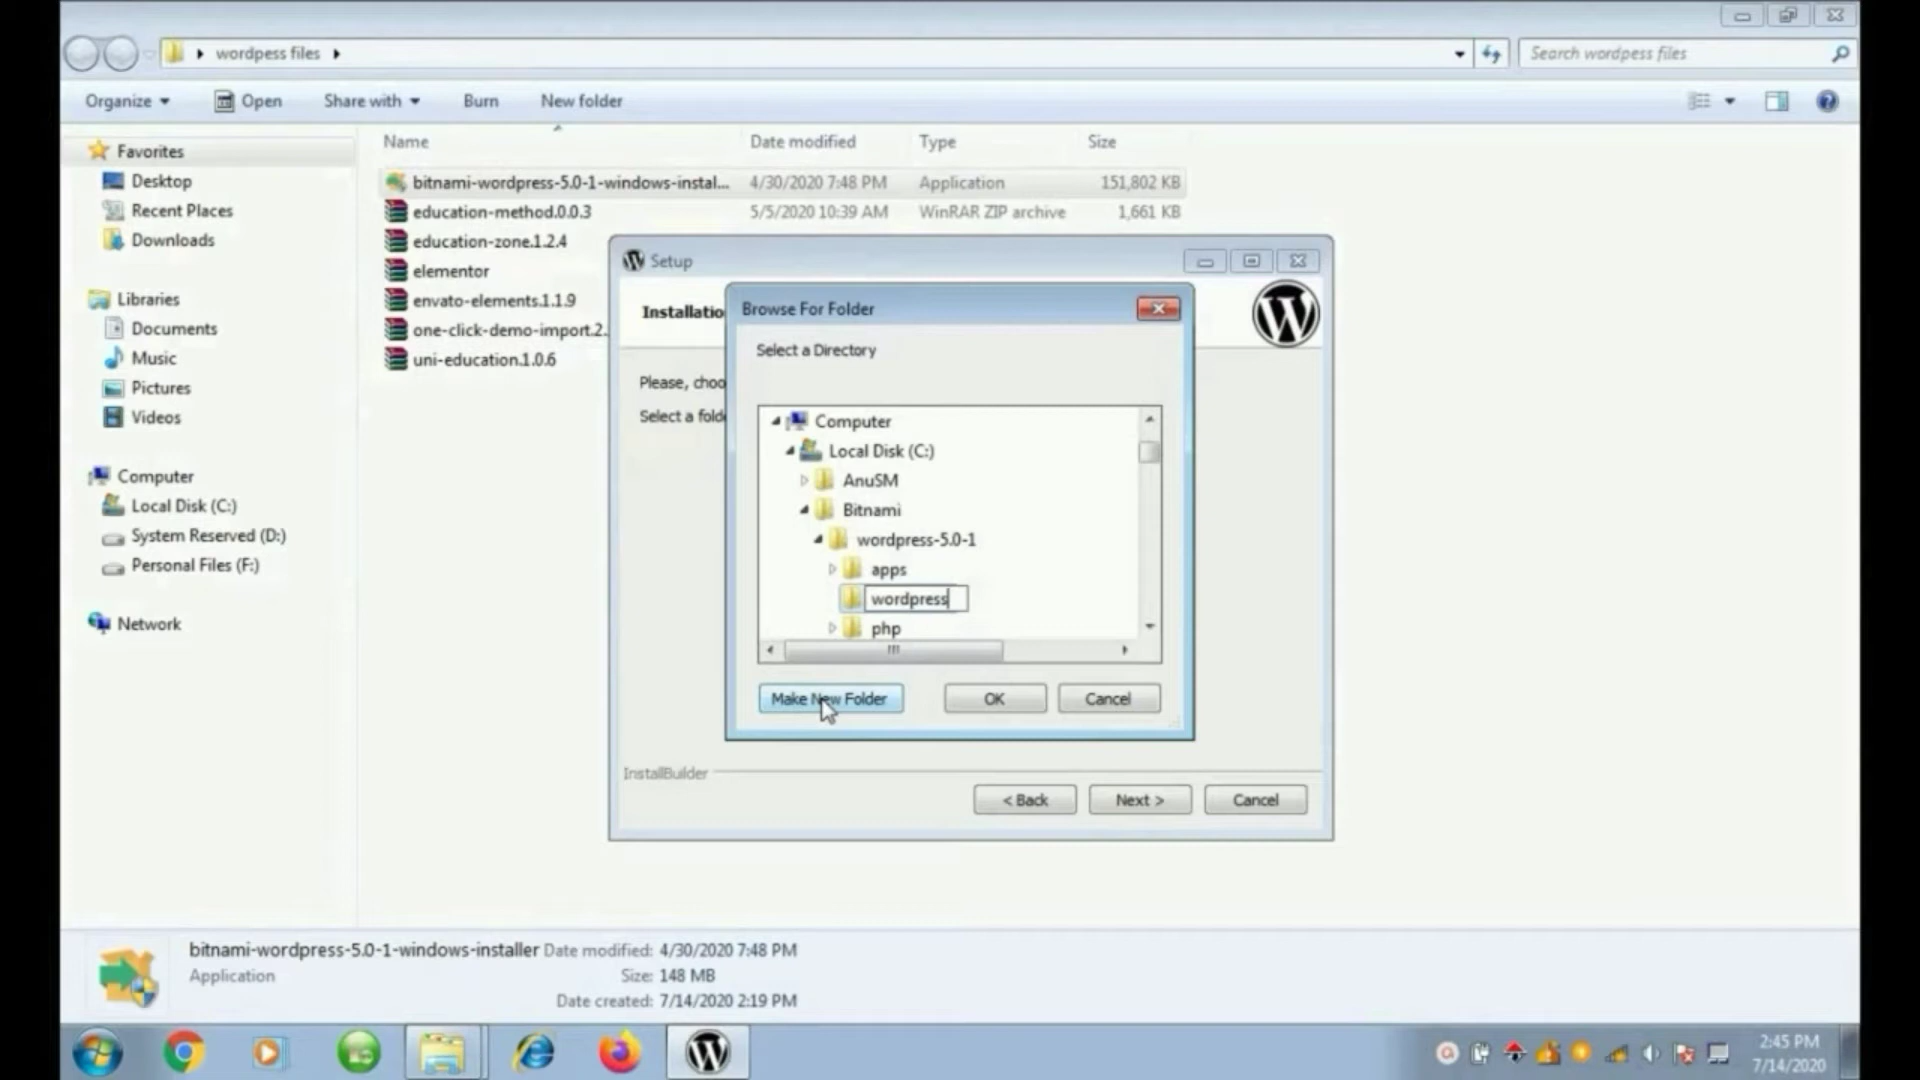 wordpess files
Search wordpess files
Organize
Open
Share with
Burn
New folder
Name
Date modified
Type
Size
Favorites
Desktop
Recent Places
Downloads
Libraries
Documents
Music
Pictures
Videos
Computer
Local Disk (C:)
System Reserved (D:)
Personal Files (F:)
Network
bitnami-wordpress-5.0-1-windows-instal... 4/30/2020 7:48 PM Application 151,802 KB
education-method.0.0.3 5/5/2020 10:39 AM WinRAR ZIP archive 1,661 KB
education-zone.1.2.4
elementor
envato-elements.1.1.9
one-click-demo-import.2.
uni-education.1.0.6
Setup
Installatio
Please, choo
Select a fold
Browse For Folder
Select a Directory
Computer
Local Disk (C:)
AnuSM
Bitnami
wordpress-5.0-1
apps
wordpress
php
Make New Folder
OK
Cancel
InstallBuilder
< Back
Next >
Cancel
bitnami-wordpress-5.0-1-windows-installer Date modified: 4/30/2020 7:48 PM
Application Size: 148 MB
Date created: 7/14/2020 2:19 PM
2:45 PM
7/14/2020